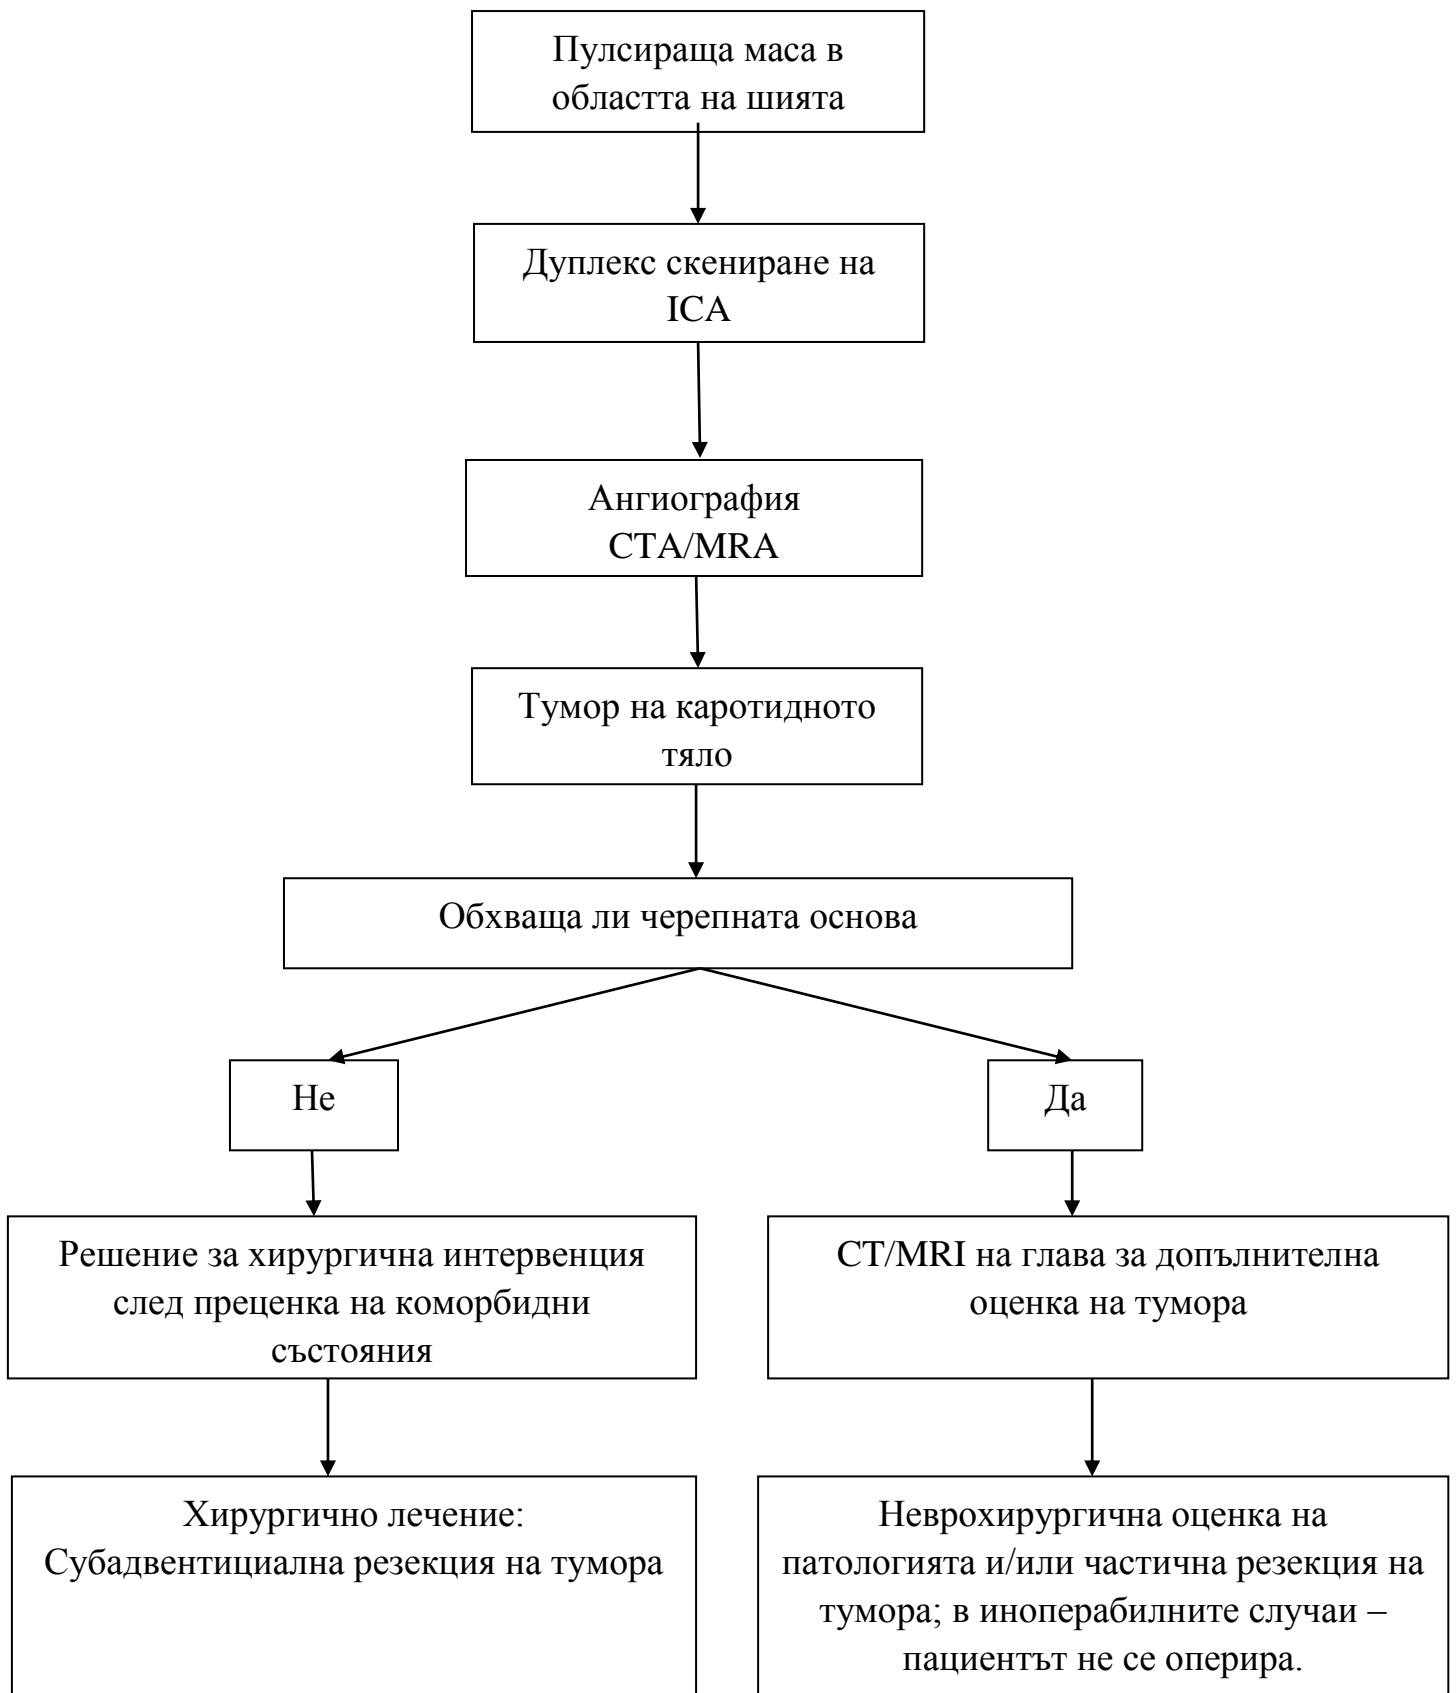 Пулсираща маса в
областта на шията
Дуплекс скениране на
ICA
Ангиография
CTA/MRA
Тумор на каротидното
тяло
Обхваща ли черепната основа
Не
Да
Решение за хирургична интервенция
след преценка на коморбидни
състояния
CT/MRI на глава за допълнителна
оценка на тумора
Хирургично лечение:
Субадвентициална резекция на тумора
Неврохирургична оценка на
патологията и/или частична резекция на
тумора; в иноперабилните случаи –
пациентът не се оперира.